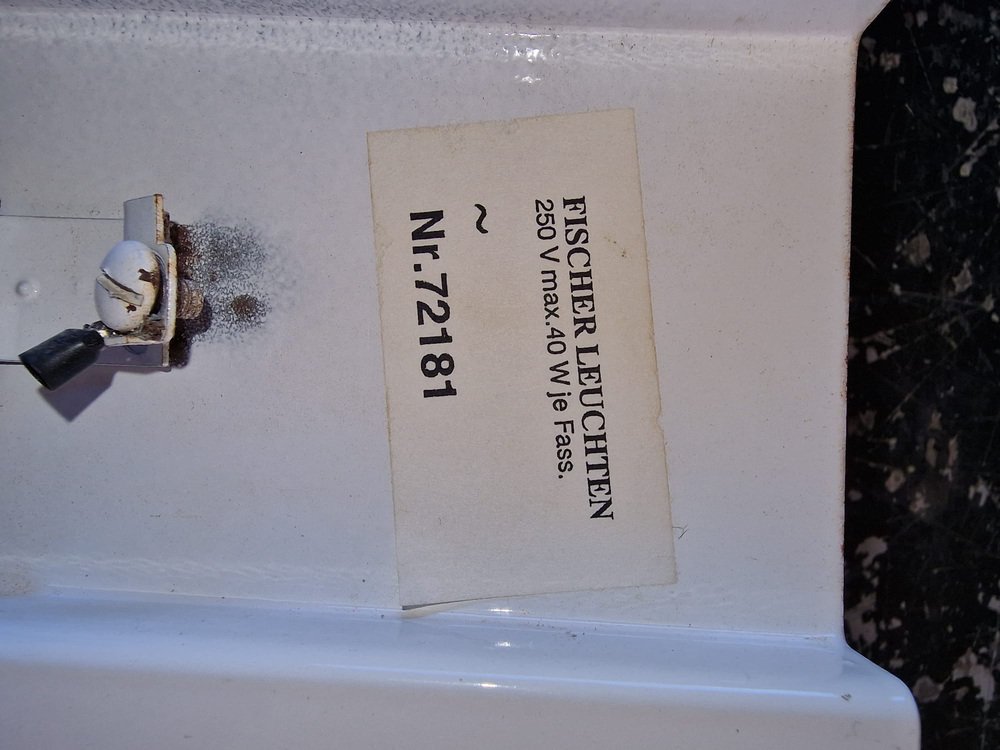 FISCHER LEUCHTEN
250 V max.40 W je Fass.
~
Nr.72181